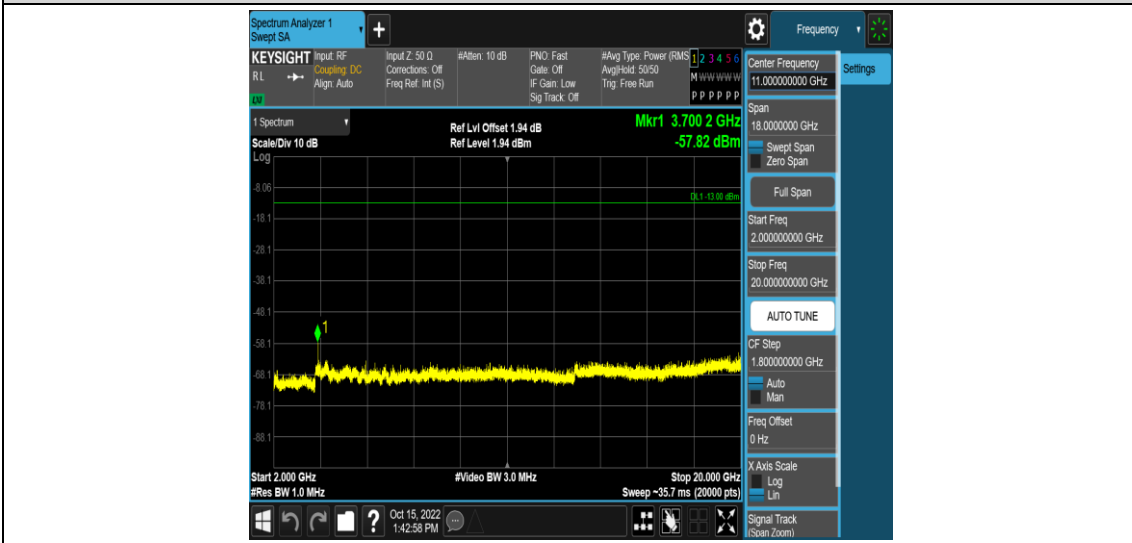 Spectrum Analyzer 1
Swept SA
+
Frequency
KEYSIGHT
RL
LXI
Input: RF
Coupling: DC
Align: Auto
Input Z: 50 Ω
Corrections: Off
Freq Ref: Int (S)
#Atten: 10 dB
PNO: Fast
Gate: Off
IF Gain: Low
Sig Track: Off
#Avg Type: Power (RMS
Avg|Hold: 50/50
Trig: Free Run
1 2 3 4 5 6
M W W W W W
P P P P P P
1 Spectrum
Scale/Div 10 dB
Log
Ref Lvl Offset 1.94 dB
Ref Level 1.94 dBm
Mkr1 3.700 2 GHz
-57.82 dBm
-8.06
DL1 -13.00 dBm
-18.1
-28.1
-38.1
-48.1
1
-58.1
-68.1
-78.1
-88.1
Start 2.000 GHz
#Res BW 1.0 MHz
#Video BW 3.0 MHz
Stop 20.000 GHz
Sweep ~35.7 ms (20000 pts)
?
Oct 15, 2022
1:42:58 PM
Center Frequency
11.000000000 GHz
Settings
Span
18.0000000 GHz
Swept Span
Zero Span
Full Span
Start Freq
2.000000000 GHz
Stop Freq
20.000000000 GHz
AUTO TUNE
CF Step
1.800000000 GHz
Auto
Man
Freq Offset
0 Hz
X Axis Scale
Log
Lin
Signal Track
(Span Zoom)